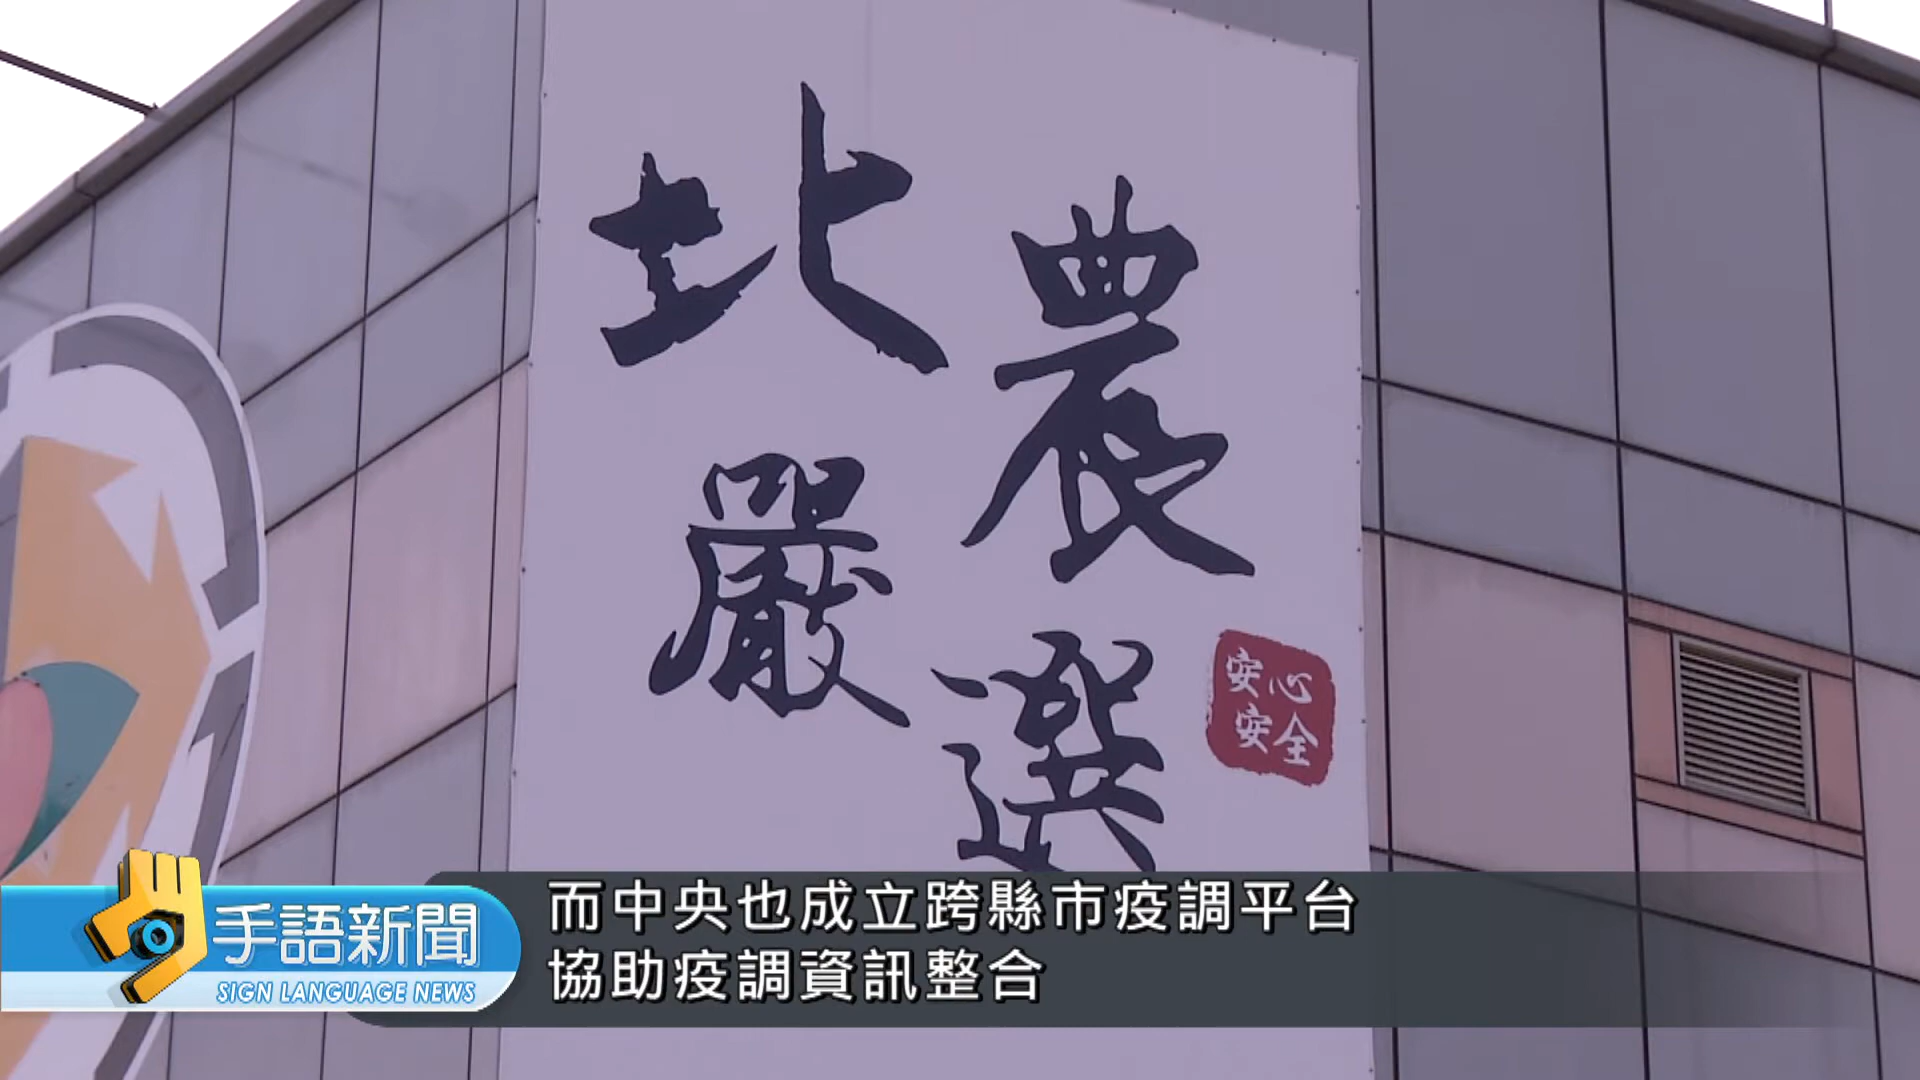 北農
嚴選
安心
安全
手語新聞
SIGN LANGUAGE NEWS
而中央也成立跨縣市疫調平台
協助疫調資訊整合